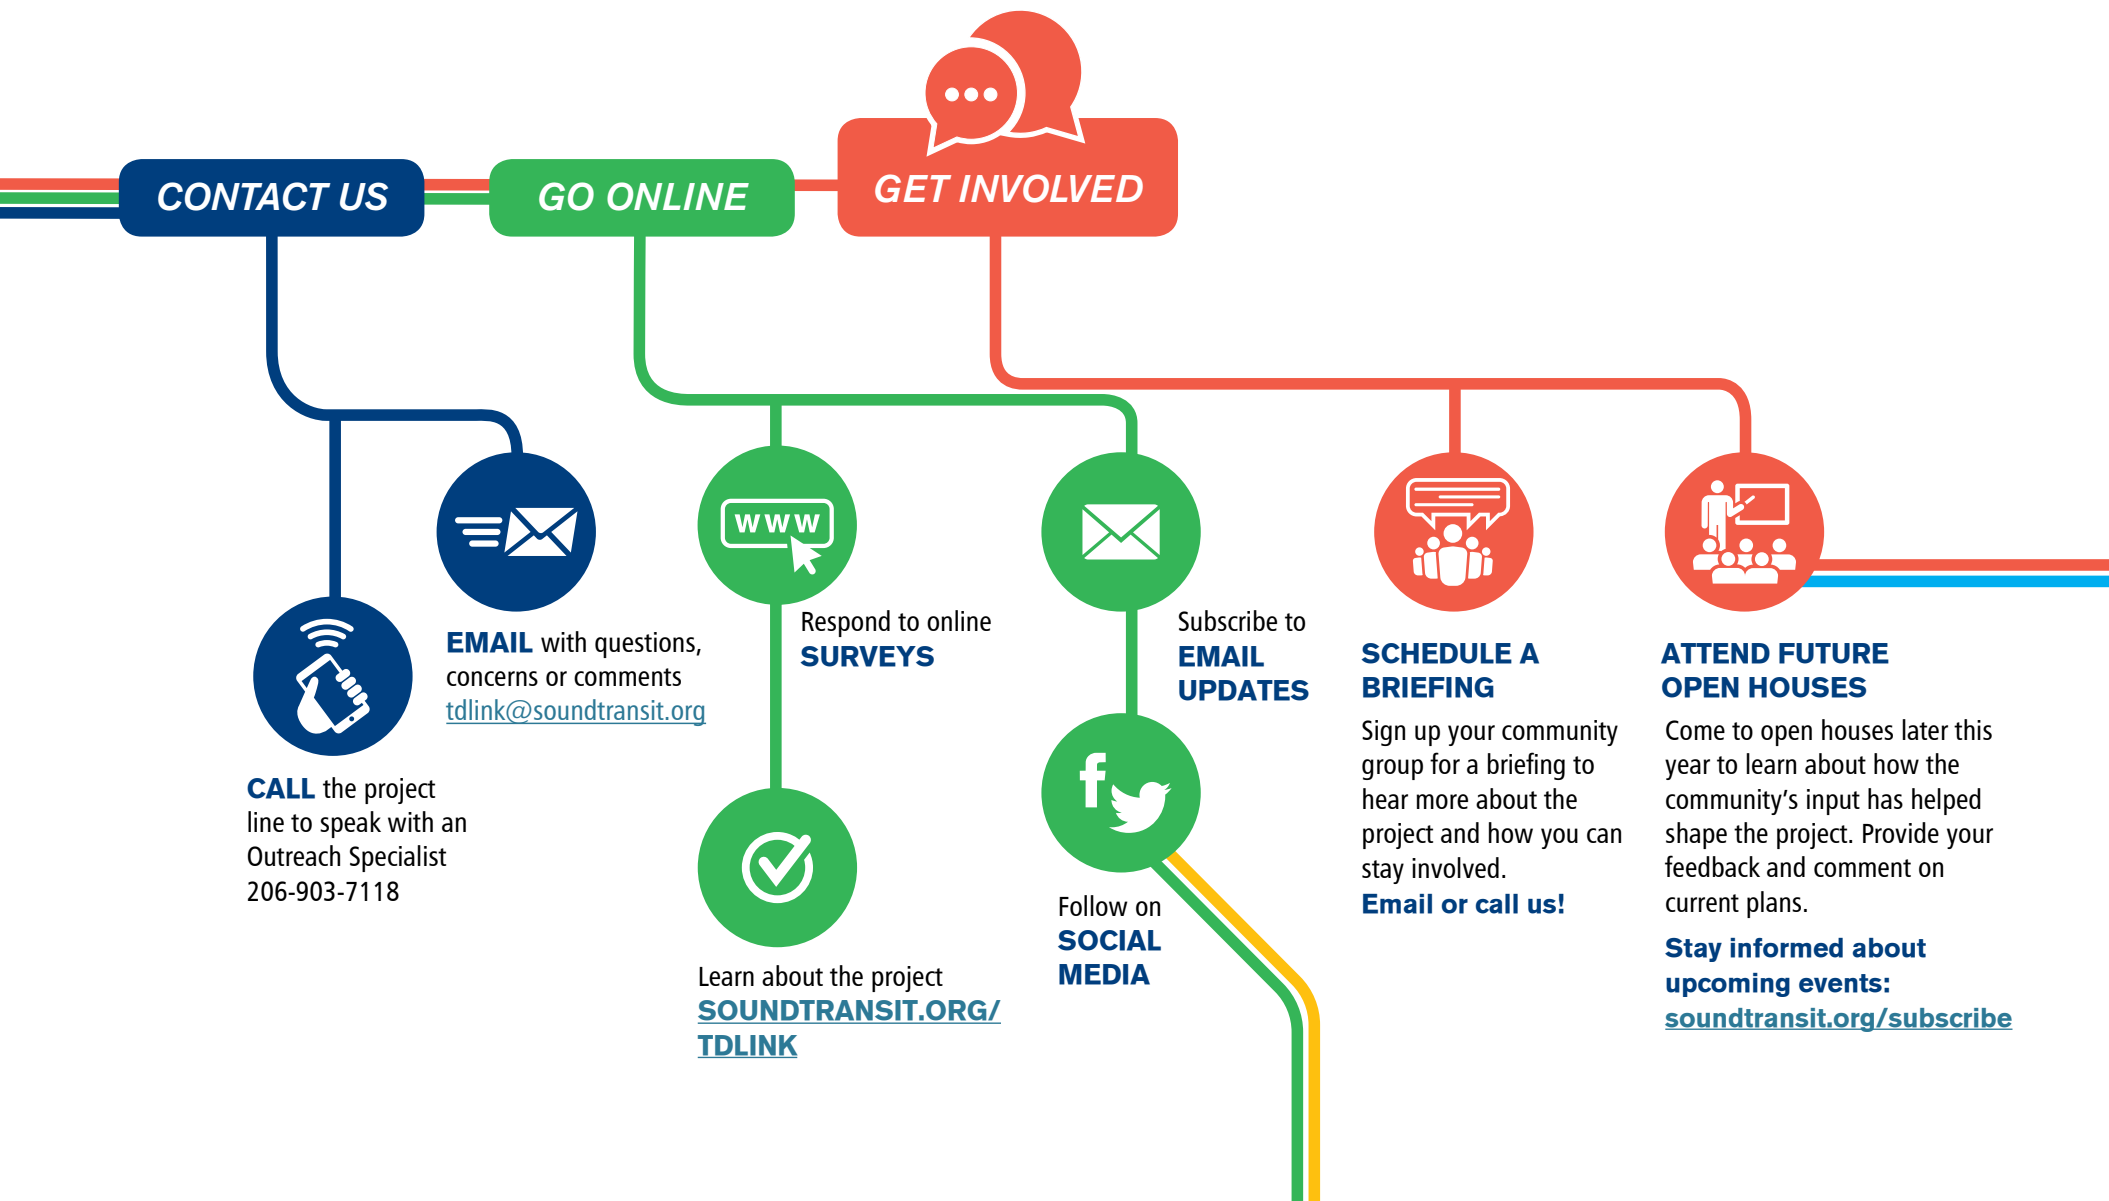 CONTACT US
GO ONLINE
GET INVOLVED
CALL the project
line to speak with an
Outreach Specialist
206-903-7118
EMAIL with questions,
concerns or comments
tdlink@soundtransit.org
www
Respond to online
SURVEYS
Learn about the project
SOUNDTRANSIT.ORG/
TDLINK
Subscribe to
EMAIL
UPDATES
f
Follow on
SOCIAL
MEDIA
SCHEDULE A
BRIEFING
Sign up your community
group for a briefing to
hear more about the
project and how you can
stay involved.
Email or call us!
ATTEND FUTURE
OPEN HOUSES
Come to open houses later this
year to learn about how the
community’s input has helped
shape the project. Provide your
feedback and comment on
current plans.
Stay informed about
upcoming events:
soundtransit.org/subscribe